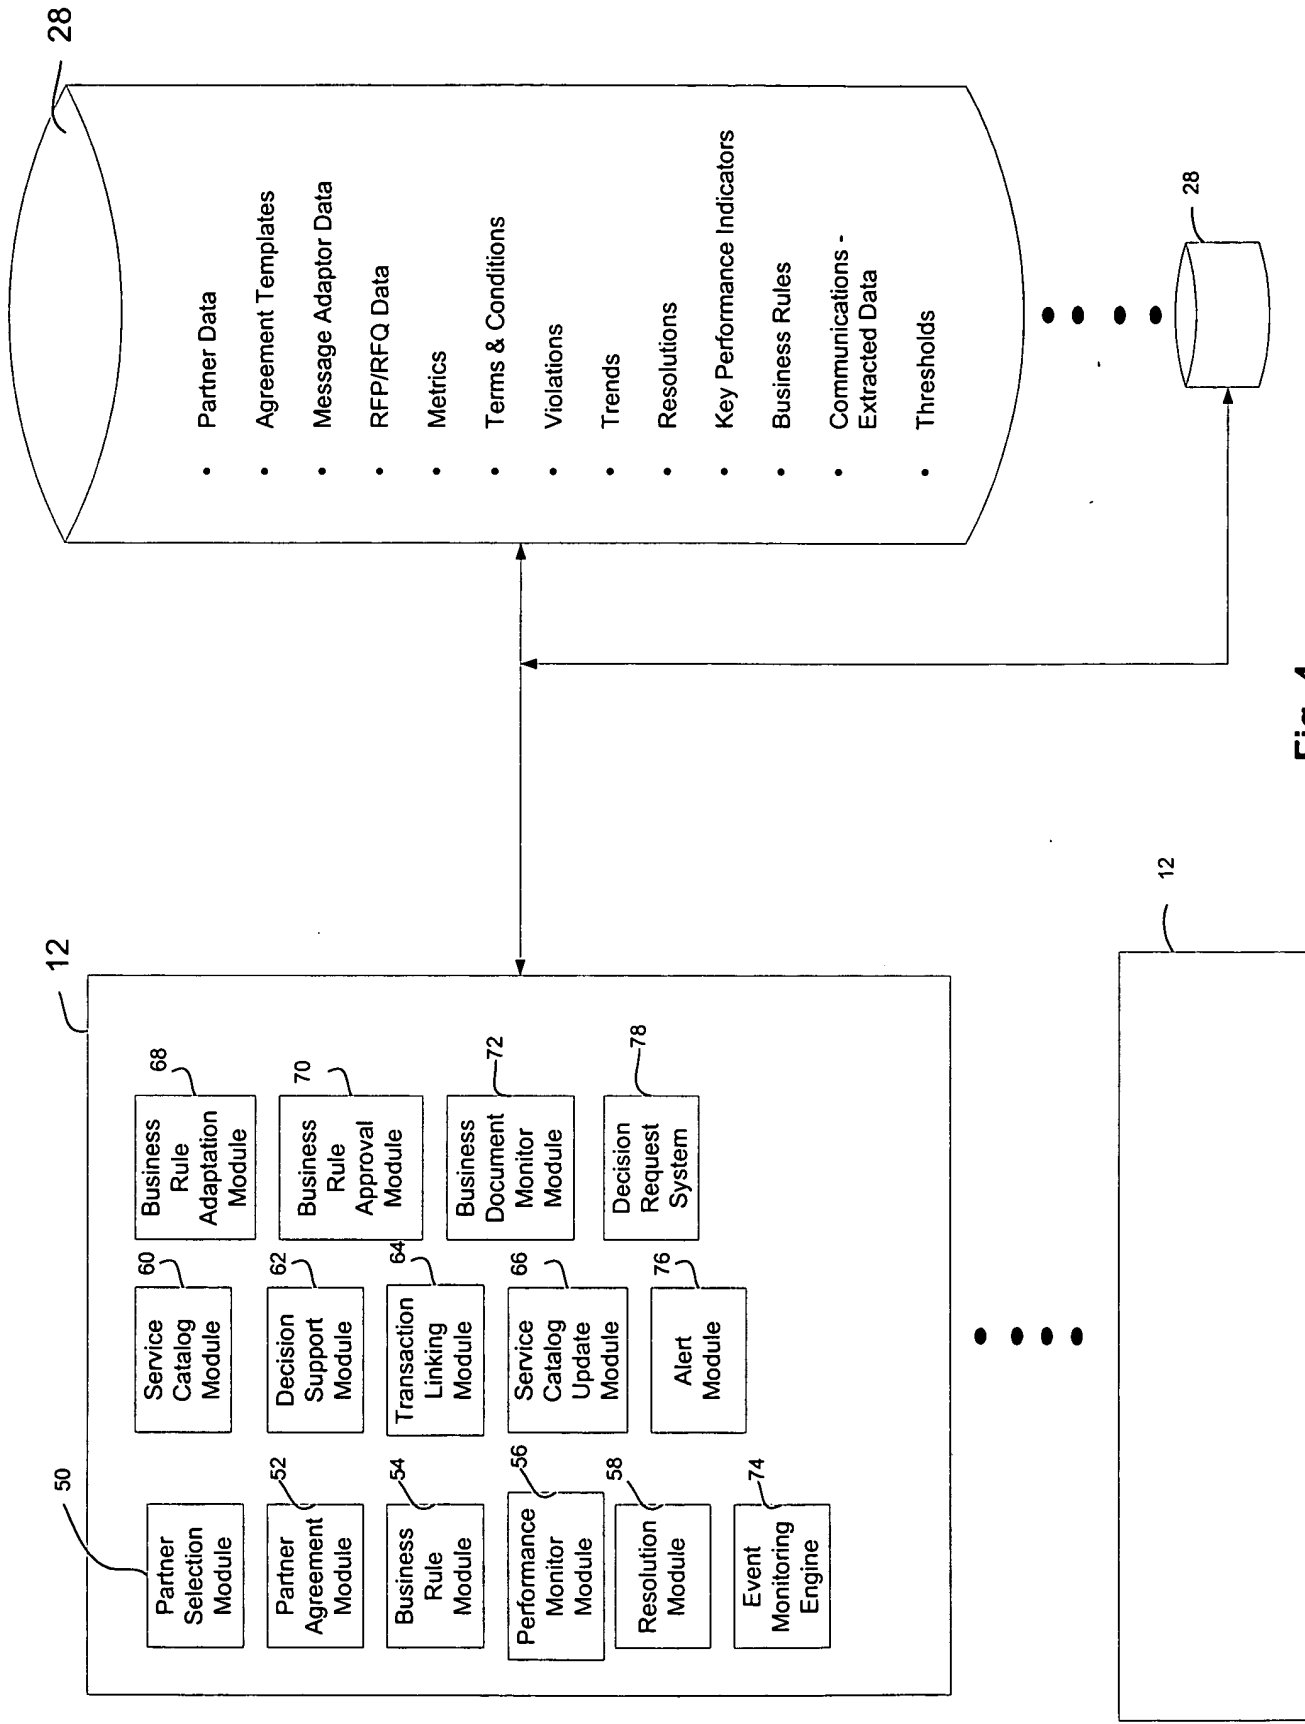 12
50
Partner
Selection
Module
52
Partner
Agreement
Module
54
Business
Rule
Module
56
Performance
Monitor
Module
58
Resolution
Module
74
Event
Monitoring
Engine
60
Service
Catalog
Module
62
Decision
Support
Module
64
Transaction
Linking
Module
66
Service
Catalog
Update
Module
76
Alert
Module
68
Business
Rule
Adaptation
Module
70
Business
Rule
Approval
Module
72
Business
Document
Monitor
Module
78
Decision
Request
System
28
• Partner Data
• Agreement Templates
• Message Adaptor Data
• RFP/RFQ Data
• Metrics
• Terms & Conditions
• Violations
• Trends
• Resolutions
• Key Performance Indicators
• Business Rules
• Communications -
Extracted Data
• Thresholds
28
12